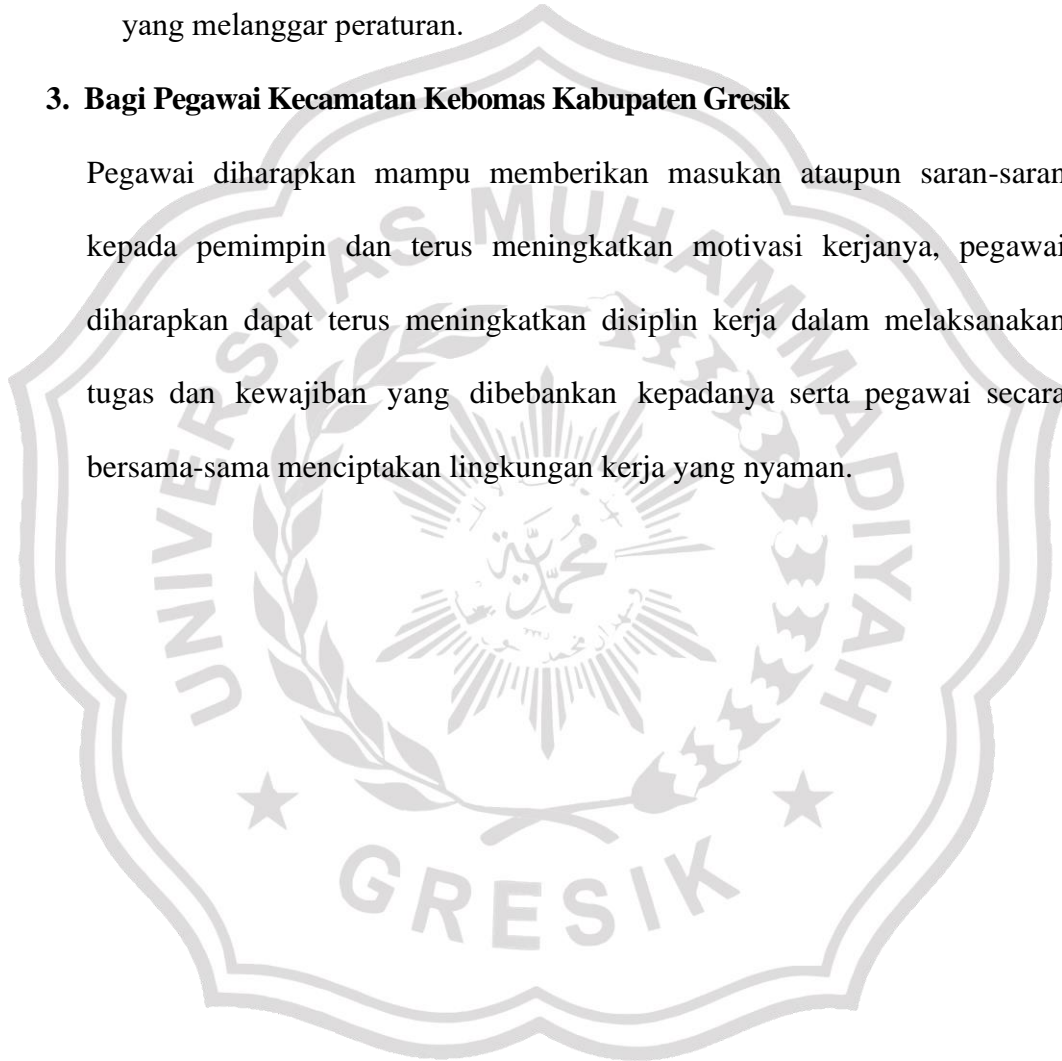 yang melanggar peraturan.
3. Bagi Pegawai Kecamatan Kebomas Kabupaten Gresik
Pegawai diharapkan mampu memberikan masukan ataupun saran-saran
kepada pemimpin dan terus meningkatkan motivasi kerjanya, pegawai
diharapkan dapat terus meningkatkan disiplin kerja dalam melaksanakan
tugas dan kewajiban yang dibebankan kepadanya serta pegawai secara
bersama-sama menciptakan lingkungan kerja yang nyaman.
UNIVERSITAS MUHAMMADIYAH
GRESIK